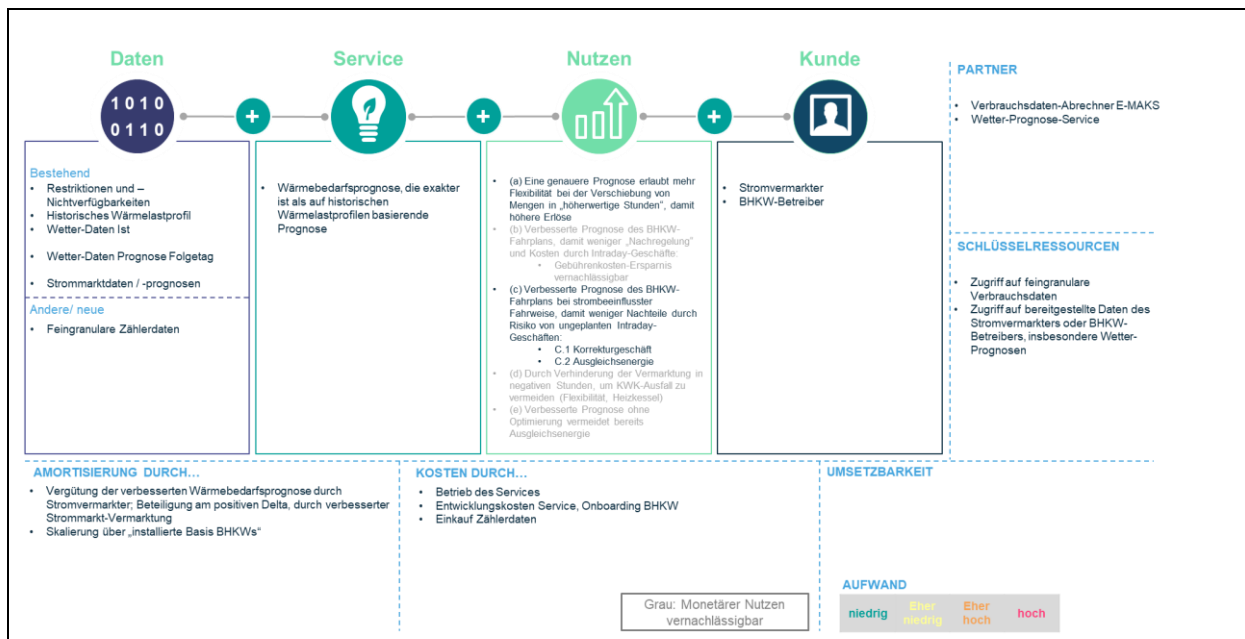 Daten
Service
Nutzen
Kunde
1010
0110
+
+
+
Bestehend
• Restriktionen und –
Nichtverfügbarkeiten
• Historisches Wärmelastprofil
• Wetter-Daten Ist
• Wetter-Daten Prognose Folgetag
• Strommarktdaten / -prognosen
Andere/ neue
• Feingranulare Zählerdaten
• Wärmebedarfsprognose, die exakter
ist als auf historischen
Wärmelastprofilen basierende
Prognose
• (a) Eine genauere Prognose erlaubt mehr
Flexibilität bei der Verschiebung von
Mengen in „höherwertige Stunden", damit
höhere Erlöse
• (b) Verbesserte Prognose des BHKW-
Fahrplans, damit weniger „Nachregelung"
und Kosten durch Intraday-Geschäfte:
• Gebührenkosten-Ersparnis
vernachlässigbar
• (c) Verbesserte Prognose des BHKW-
Fahrplans bei strombeeinflusster
Fahrweise, damit weniger Nachteile durch
Risiko von ungeplanten Intraday-
Geschäften:
• C.1 Korrekturgeschäft
• C.2 Ausgleichsenergie
• (d) Durch Verhinderung der Vermarktung in
negativen Stunden, um KWK-Ausfall zu
vermeiden (Flexibilität, Heizkessel)
• (e) Verbesserte Prognose ohne
Optimierung vermeidet bereits
Ausgleichsenergie
• Stromvermarkter
• BHKW-Betreiber
PARTNER
• Verbrauchsdaten-Abrechner E-MAKS
• Wetter-Prognose-Service
SCHLÜSSELRESSOURCEN
• Zugriff auf feingranulare
Verbrauchsdaten
• Zugriff auf bereitgestellte Daten des
Stromvermarkters oder BHKW-
Betreibers, insbesondere Wetter-
Prognosen
AMORTISIERUNG DURCH…
• Vergütung der verbesserten Wärmebedarfsprognose durch
Stromvermarkter; Beteiligung am positiven Delta, durch verbesserter
Strommarkt-Vermarktung
• Skalierung über „installierte Basis BHKWs"
KOSTEN DURCH…
• Betrieb des Services
• Entwicklungskosten Service, Onboarding BHKW
• Einkauf Zählerdaten
Grau: Monetärer Nutzen
vernachlässigbar
UMSETZBARKEIT
AUFWAND
niedrig
Eher
niedrig
Eher
hoch
hoch